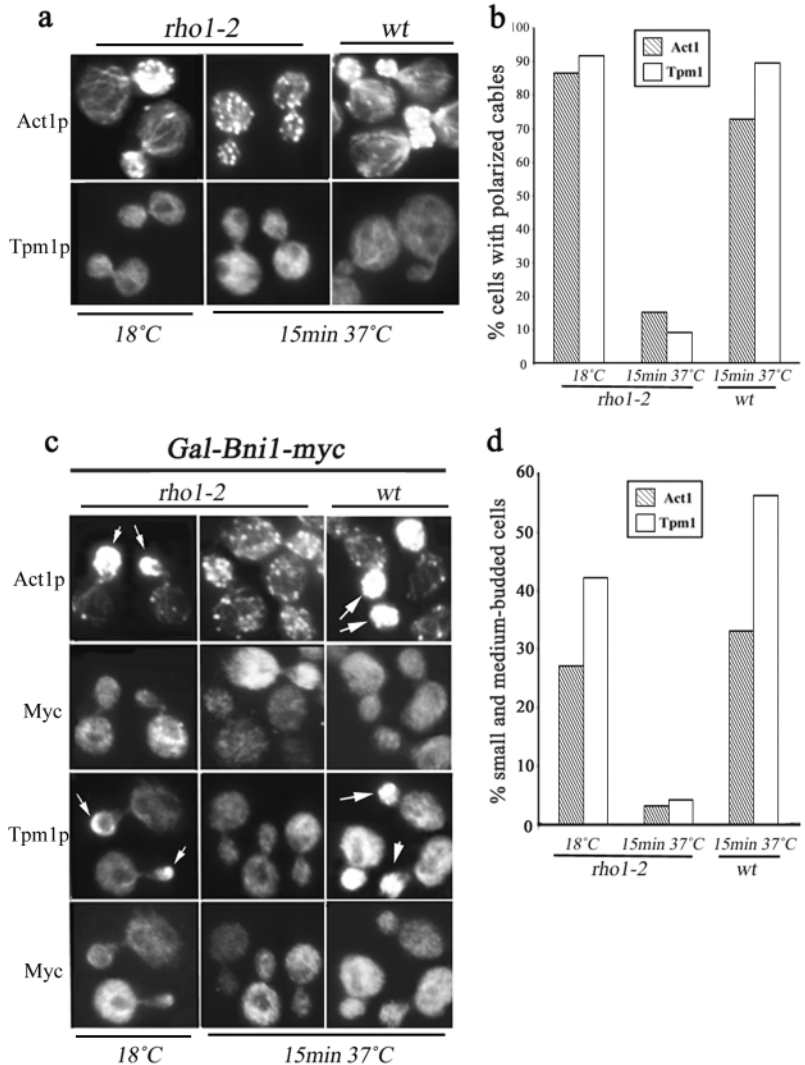 a
rho1-2
wt
Act1p
Tpm1p
18°C
15min 37°C
b
% cells with polarized cables
100
90
80
70
60
50
40
30
20
10
0
Act1
Tpm1
18°C
15min 37°C
15min 37°C
rho1-2
wt
c
Gal-Bni1-myc
rho1-2
wt
Act1p
Myc
Tpm1p
Myc
18°C
15min 37°C
d
% small and medium-budded cells
60
50
40
30
20
10
0
Act1
Tpm1
18°C
15min 37°C
15min 37°C
rho1-2
wt